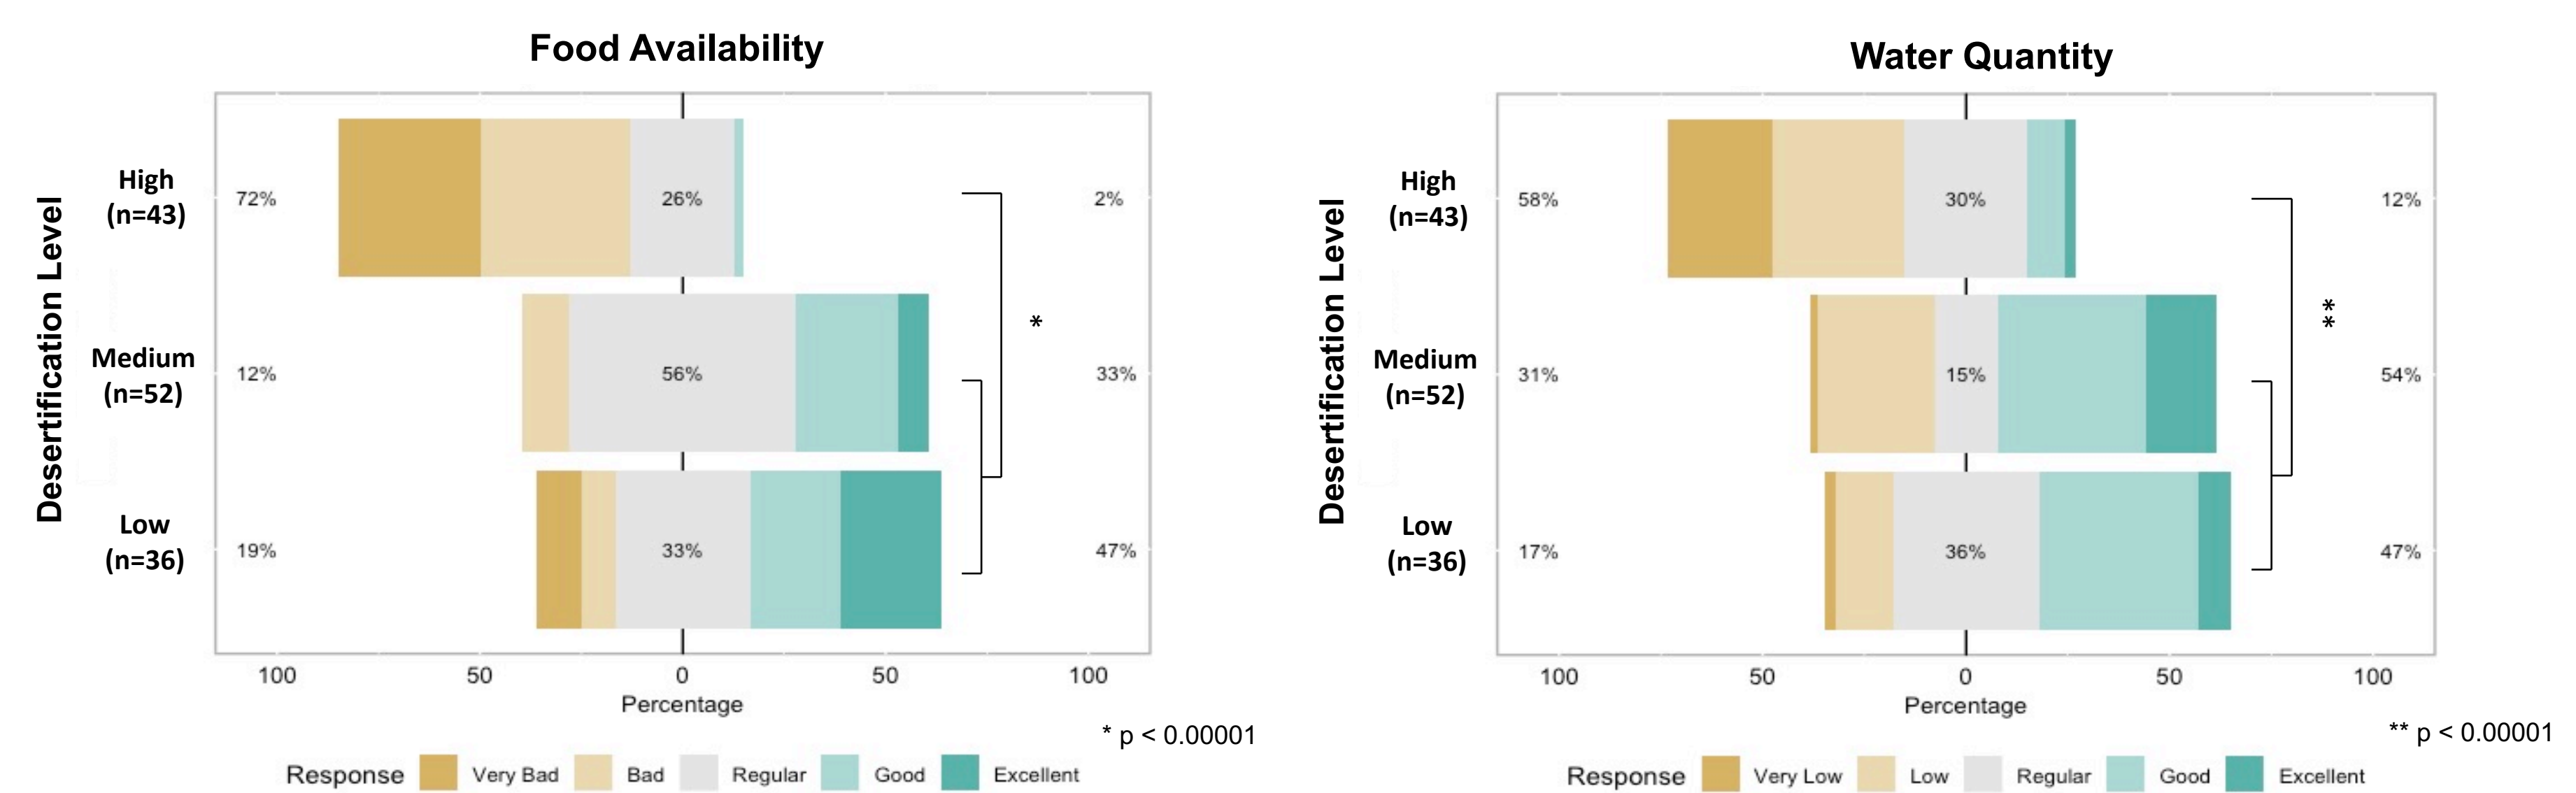 Food Availability
Desertification Level
High
(n=43)
72%
26%
2%
*
Medium
(n=52)
12%
56%
33%
Low
(n=36)
19%
33%
47%
100
50
0
50
100
Percentage
* p < 0.00001
Response Very Bad Bad Regular Good Excellent
Water Quantity
Desertification Level
High
(n=43)
58%
30%
12%
**
Medium
(n=52)
31%
15%
54%
Low
(n=36)
17%
36%
47%
100
50
0
50
100
Percentage
** p < 0.00001
Response Very Low Low Regular Good Excellent